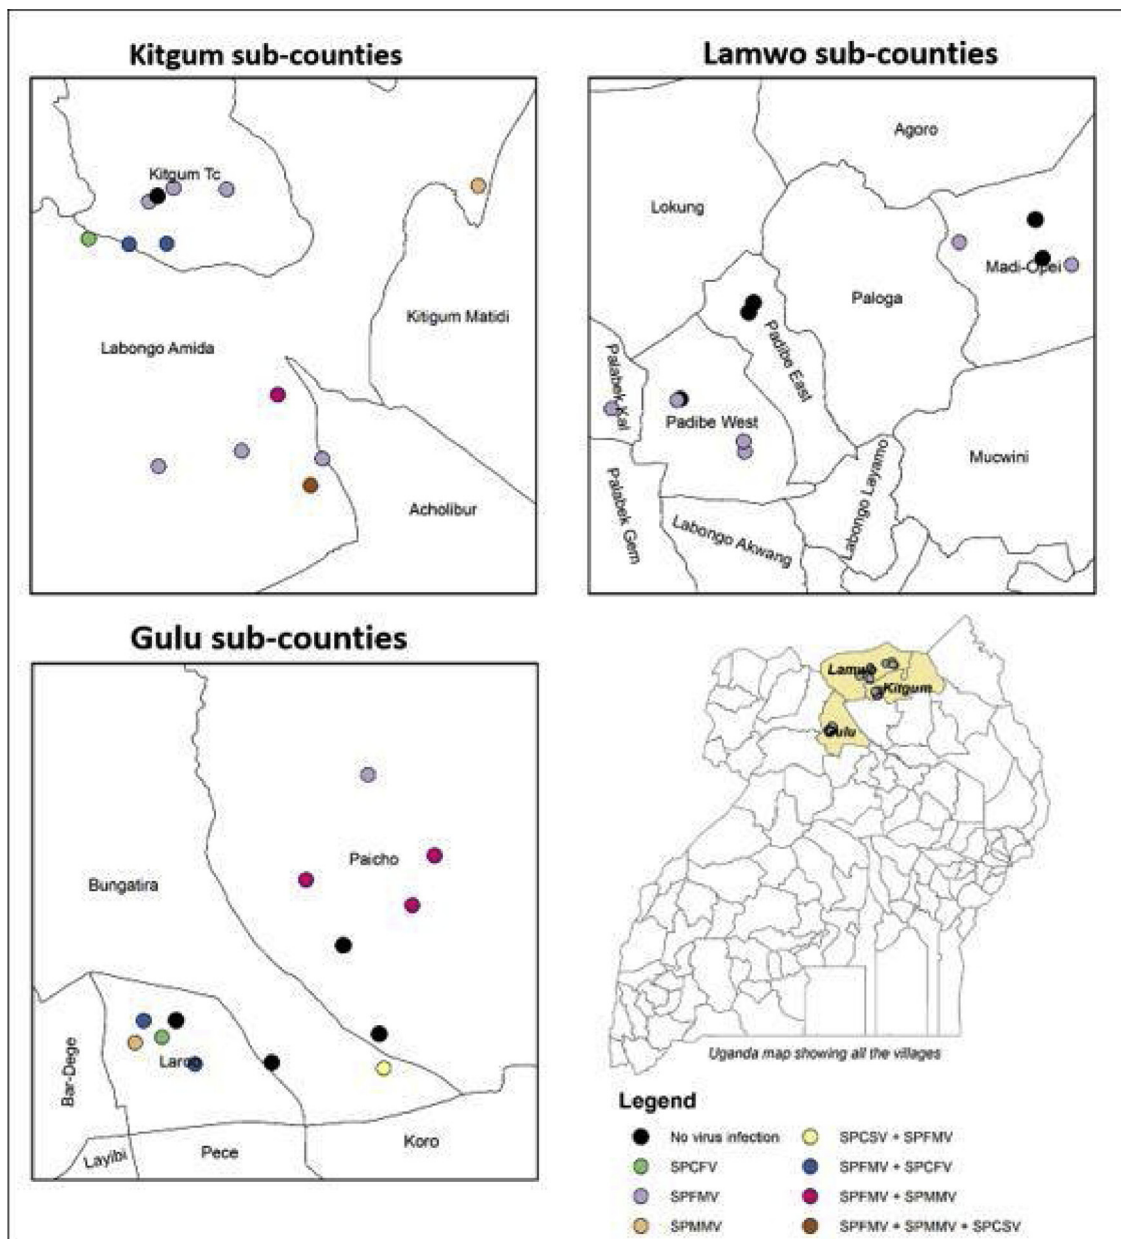 Kitgum sub-counties
Lamwo sub-counties
Kitgum Tc
Labongo Amida
Kitigum Matidi
Acholibur
Agoro
Lokung
Madi-Opei
Paloga
Padibe East
Palabek Kal
Padibe West
Mucwini
Palabek Gem
Labongo Akwang
Labongo Layamo
Gulu sub-counties
Bungatira
Paicho
Bar-Dege
Laroo
Layibi
Pece
Koro
Lamwo
Kitgum
Gulu
Uganda map showing all the villages
Legend
No virus infection
SPCFV
SPFMV
SPMMV
SPCSV + SPFMV
SPFMV + SPCFV
SPFMV + SPMMV
SPFMV + SPMMV + SPCSV